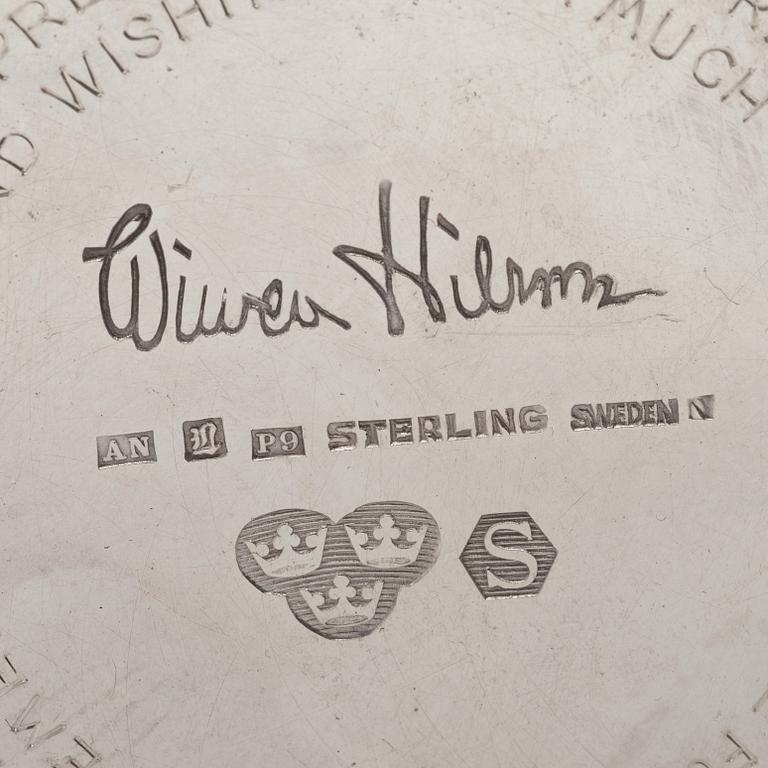 WISHI
MUCH
Wiwen Nilsson
AN P9 STERLING SWEDEN N
S